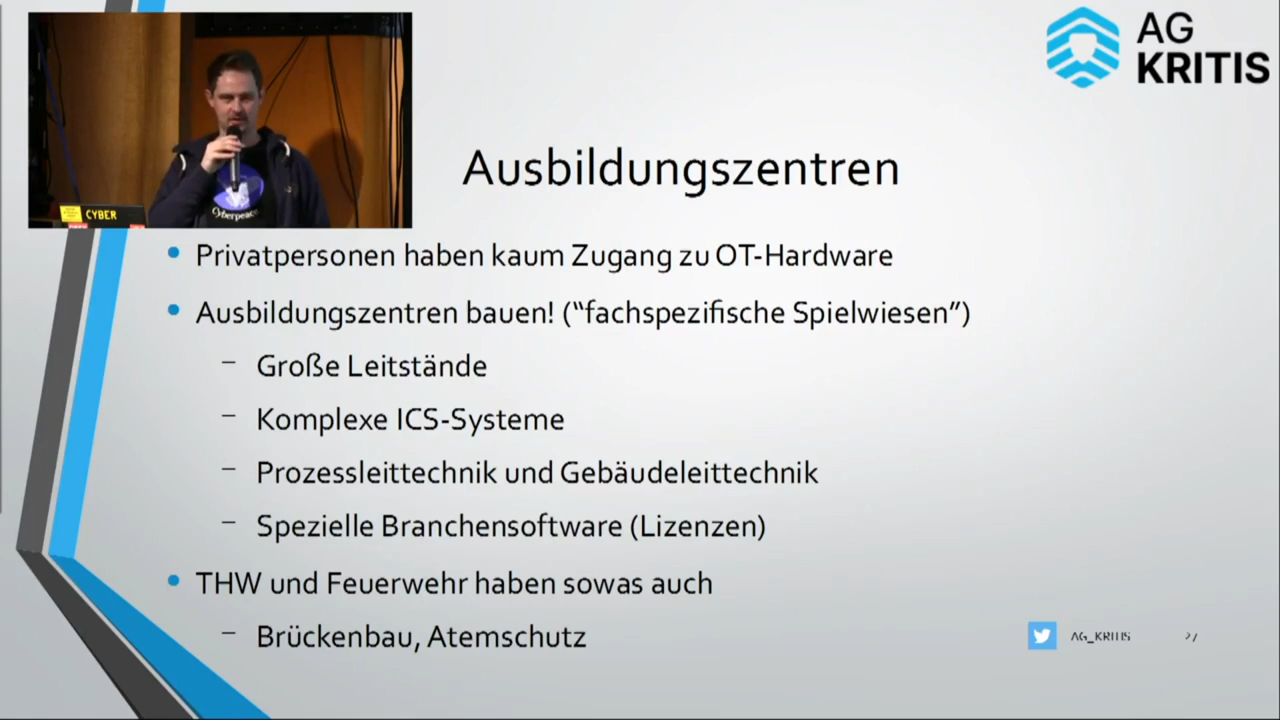 AG
KRITIS
CYBER
Cyberpeace
Ausbildungszentren
• Privatpersonen haben kaum Zugang zu OT-Hardware
• Ausbildungszentren bauen! (“fachspezifische Spielwiesen”)
– Große Leitstände
– Komplexe ICS-Systeme
– Prozessleittechnik und Gebäudeleittechnik
– Spezielle Branchensoftware (Lizenzen)
• THW und Feuerwehr haben sowas auch
– Brückenbau, Atemschutz
AG_KRITIS